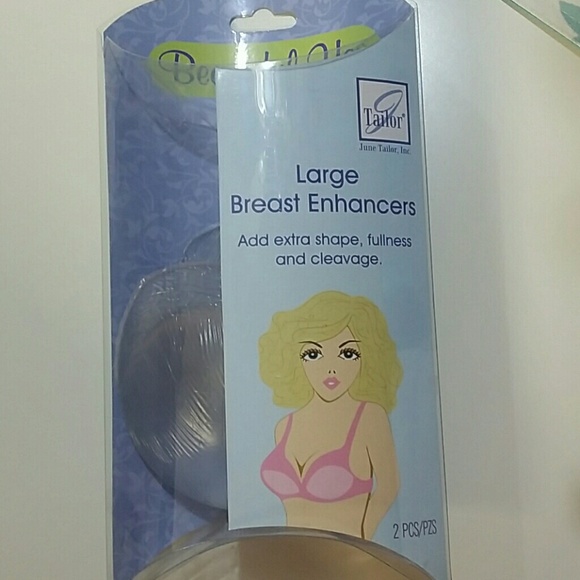 J
Tailor®
June Tailor, Inc.
Large
Breast Enhancers
Add extra shape, fullness
and cleavage.
2 PCS/PZS